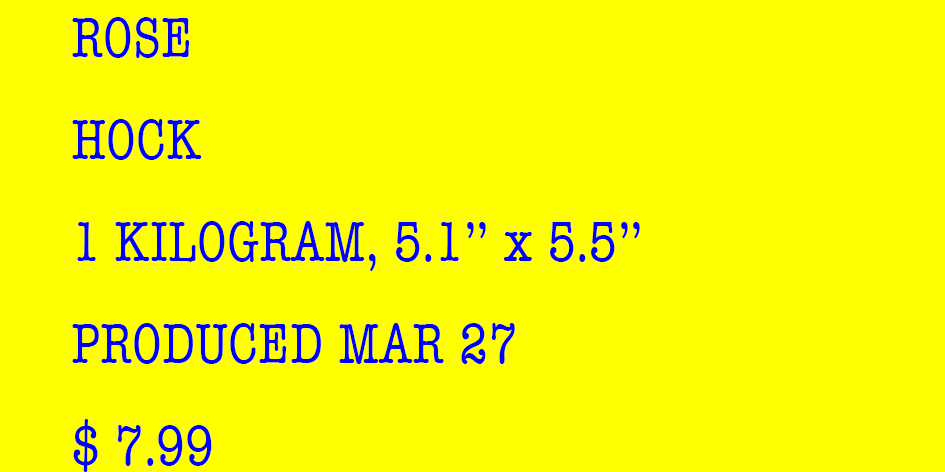 ROSE
HOCK
1 KILOGRAM, 5.1” x 5.5”
PRODUCED MAR 27
$ 7.99